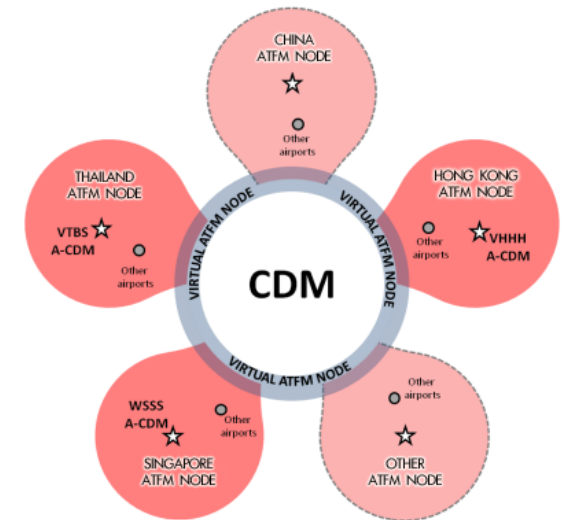 CHINA
ATFM NODE
Other
airports
THAILAND
ATFM NODE
VTBS
A-CDM
Other
airports
HONG KONG
ATFM NODE
Other
airports
VHHH
A-CDM
VIRTUAL ATFM NODE
VIRTUAL ATFM NODE
CDM
VIRTUAL ATFM NODE
WSSS
A-CDM
Other
airports
SINGAPORE
ATFM NODE
Other
airports
OTHER
ATFM NODE